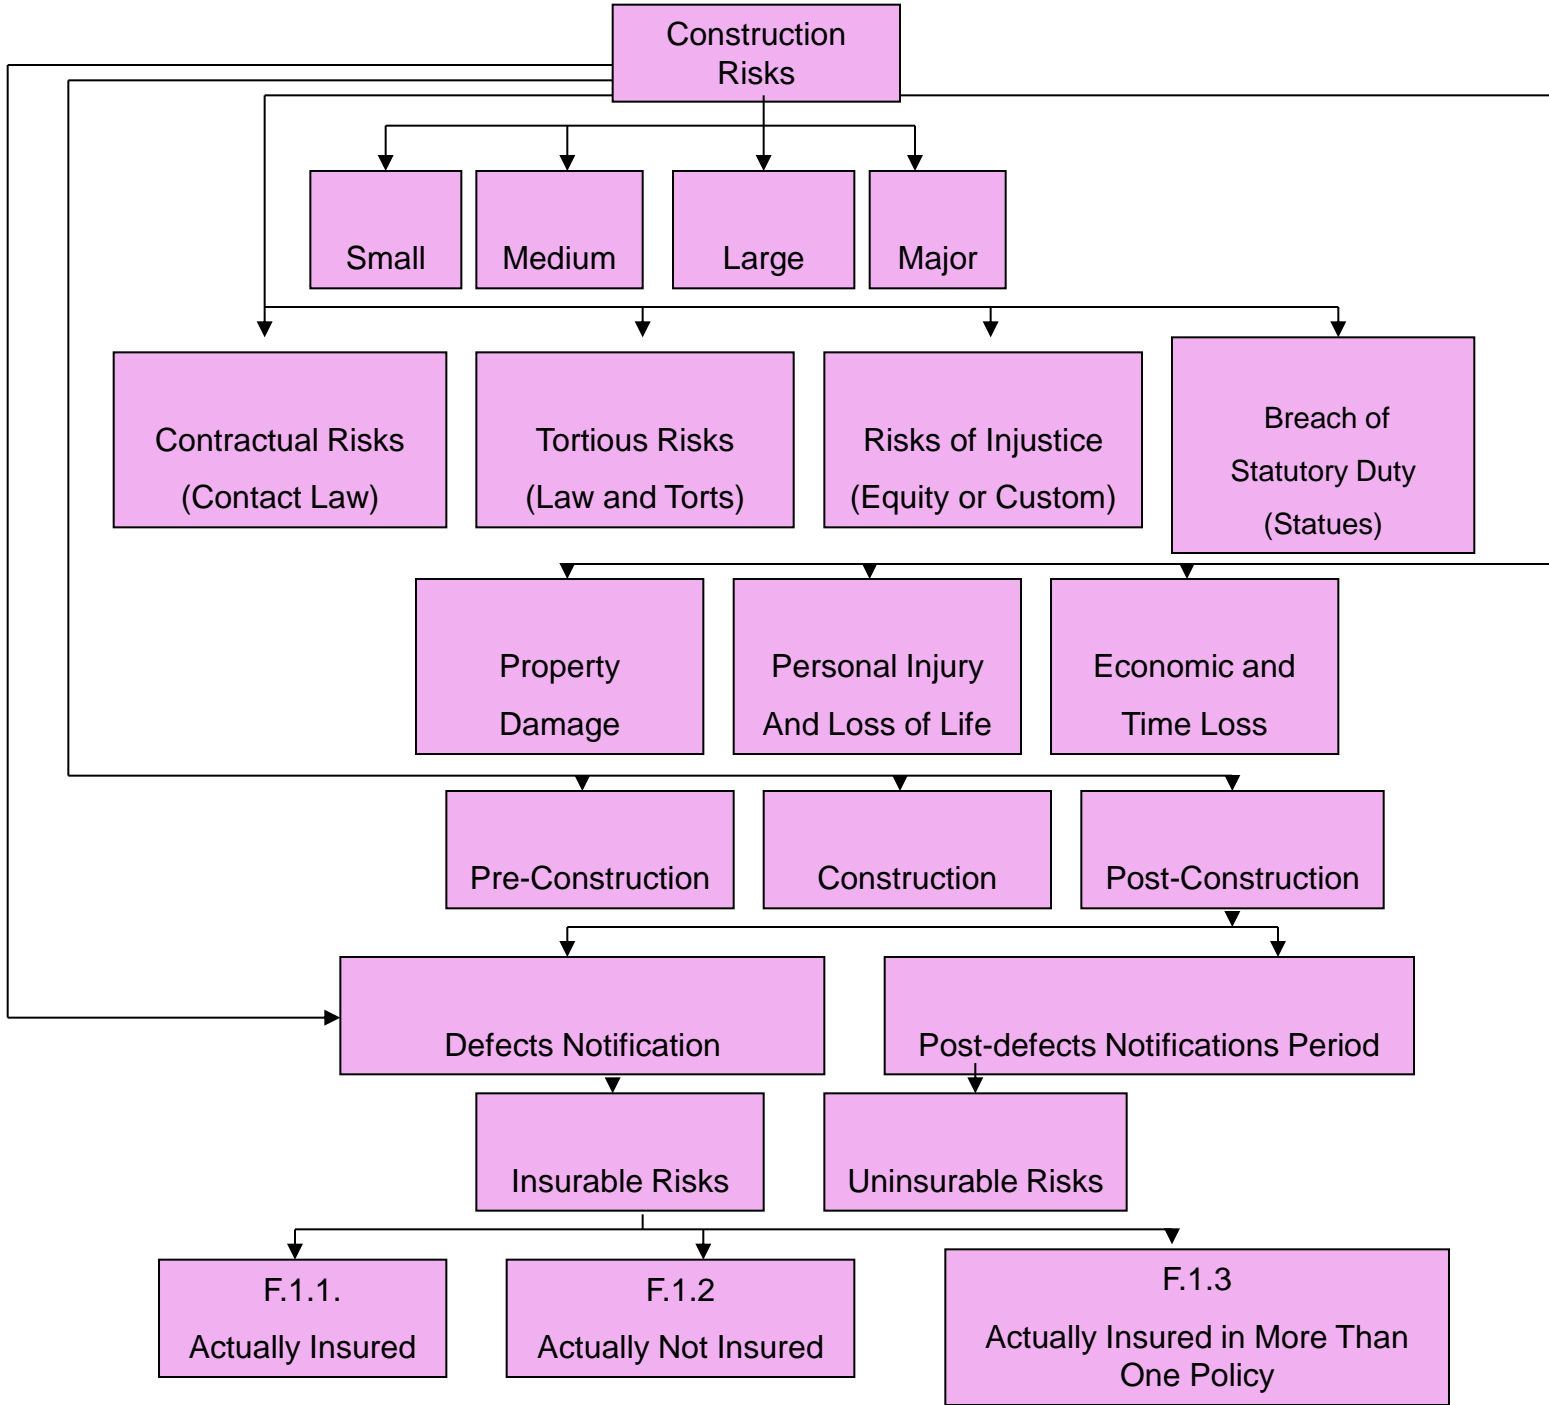 Construction
Risks
Small
Medium
Large
Major
Contractual Risks
(Contact Law)
Tortious Risks
(Law and Torts)
Risks of Injustice
(Equity or Custom)
Breach of
Statutory Duty
(Statues)
Property
Damage
Personal Injury
And Loss of Life
Economic and
Time Loss
Pre-Construction
Construction
Post-Construction
Defects Notification
Post-defects Notifications Period
Insurable Risks
Uninsurable Risks
F.1.1.
Actually Insured
F.1.2
Actually Not Insured
F.1.3
Actually Insured in More Than
One Policy